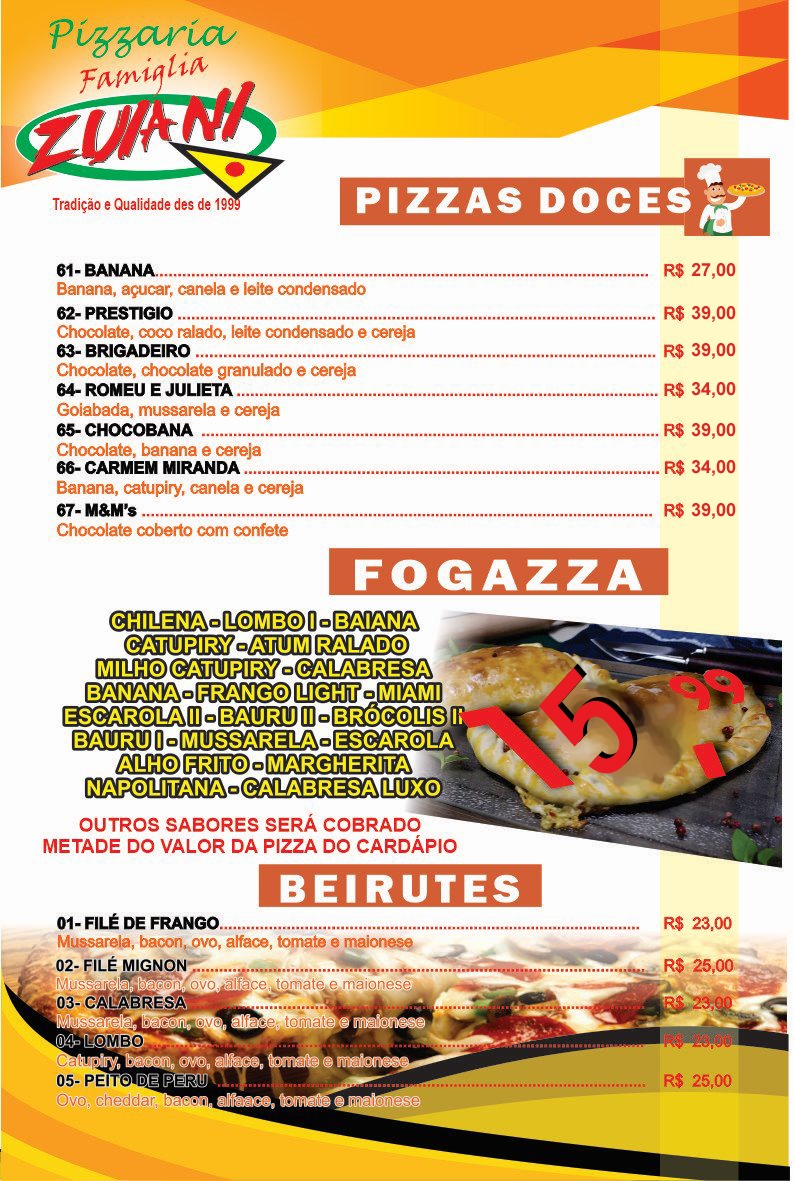 Pizzaria
Famiglia
ZUIANI
Tradição e Qualidade des de 1999
PIZZAS DOCES
61- BANANA R$ 27,00
Banana, açucar, canela e leite condensado
62- PRESTIGIO R$ 39,00
Chocolate, coco ralado, leite condensado e cereja
63- BRIGADEIRO R$ 39,00
Chocolate, chocolate granulado e cereja
64- ROMEU E JULIETA R$ 34,00
Goiabada, mussarela e cereja
65- CHOCOBANA R$ 39,00
Chocolate, banana e cereja
66- CARMEM MIRANDA R$ 34,00
Banana, catupiry, canela e cereja
67- M&M's R$ 39,00
Chocolate coberto com confete
FOGAZZA
CHILENA - LOMBO I - BAIANA
CATUPIRY - ATUM RALADO
MILHO CATUPIRY - CALABRESA
BANANA - FRANGO LIGHT - MIAMI
ESCAROLA II - BAURU II - BRÓCOLIS II
BAURU I - MUSSARELA - ESCAROLA
ALHO FRITO - MARGHERITA
NAPOLITANA - CALABRESA LUXO
15,99
OUTROS SABORES SERÁ COBRADO
METADE DO VALOR DA PIZZA DO CARDÁPIO
BEIRUTES
01- FILÉ DE FRANGO R$ 23,00
Mussarela, bacon, ovo, alface, tomate e maionese
02- FILÉ MIGNON R$ 25,00
Mussarela, bacon, ovo, alface, tomate e maionese
03- CALABRESA R$ 23,00
Mussarela, bacon, ovo, alface, tomate e maionese
04- LOMBO R$
Catupiry, bacon, ovo, alface, tomate e maionese
05- PEITO DE PERU R$ 25,00
Ovo, cheddar, bacon, alfaace, tomate e maionese